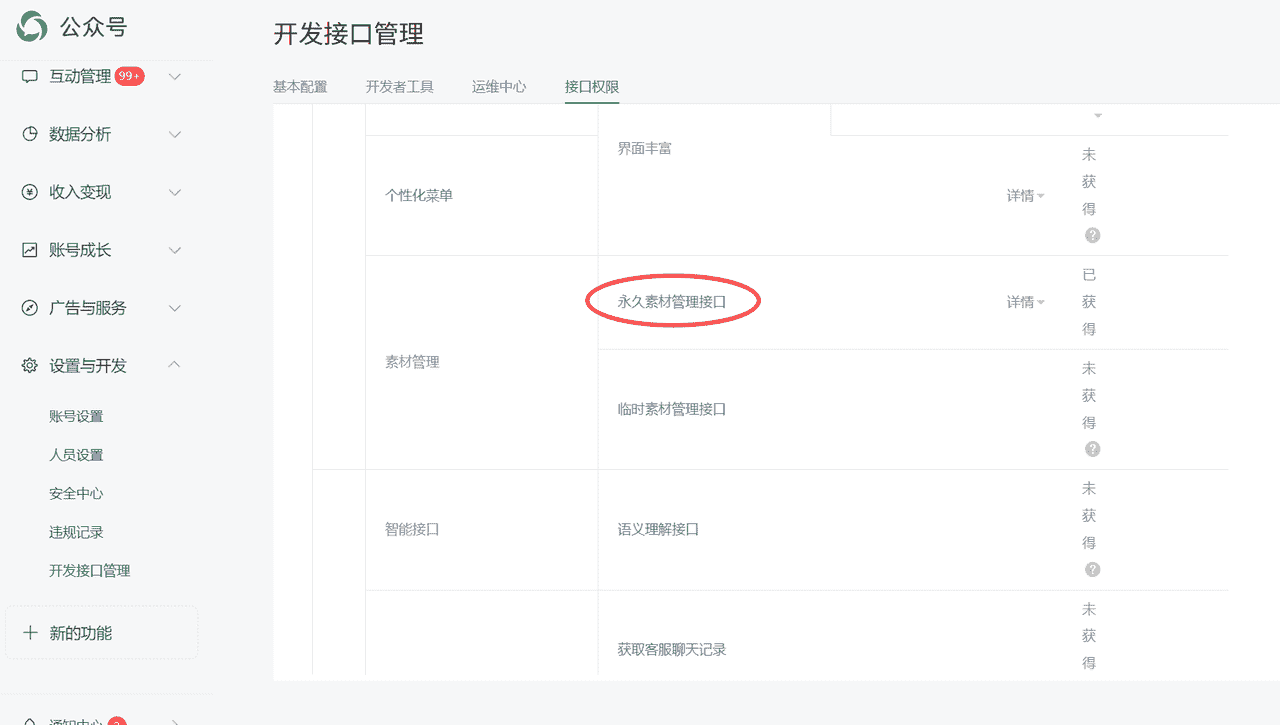 公众号
互动管理 99+
数据分析
收入变现
账号成长
广告与服务
设置与开发
账号设置
人员设置
安全中心
违规记录
开发接口管理
新的功能
通知中心
开发接口管理
基本配置 开发者工具 运维中心 接口权限
界面丰富
个性化菜单
详情
未
获
得
?
素材管理
永久素材管理接口
详情
已
获
得
临时素材管理接口
未
获
得
?
智能接口
语义理解接口
未
获
得
?
获取客服聊天记录
未
获
得